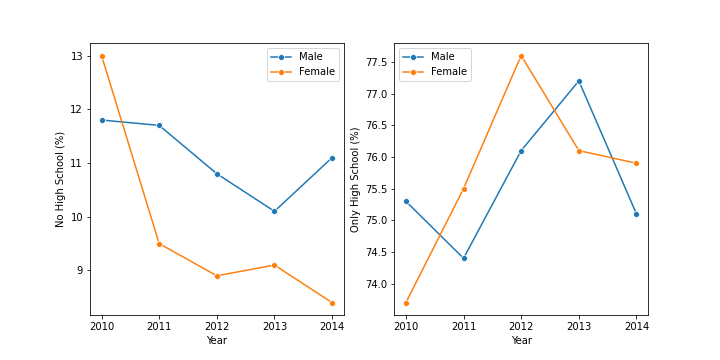 13
12
11
10
9
No High School (%)
2010 2011 2012 2013 2014
Year
Male
Female
77.5
77.0
76.5
76.0
75.5
75.0
74.5
74.0
Only High School (%)
2010 2011 2012 2013 2014
Year
Male
Female